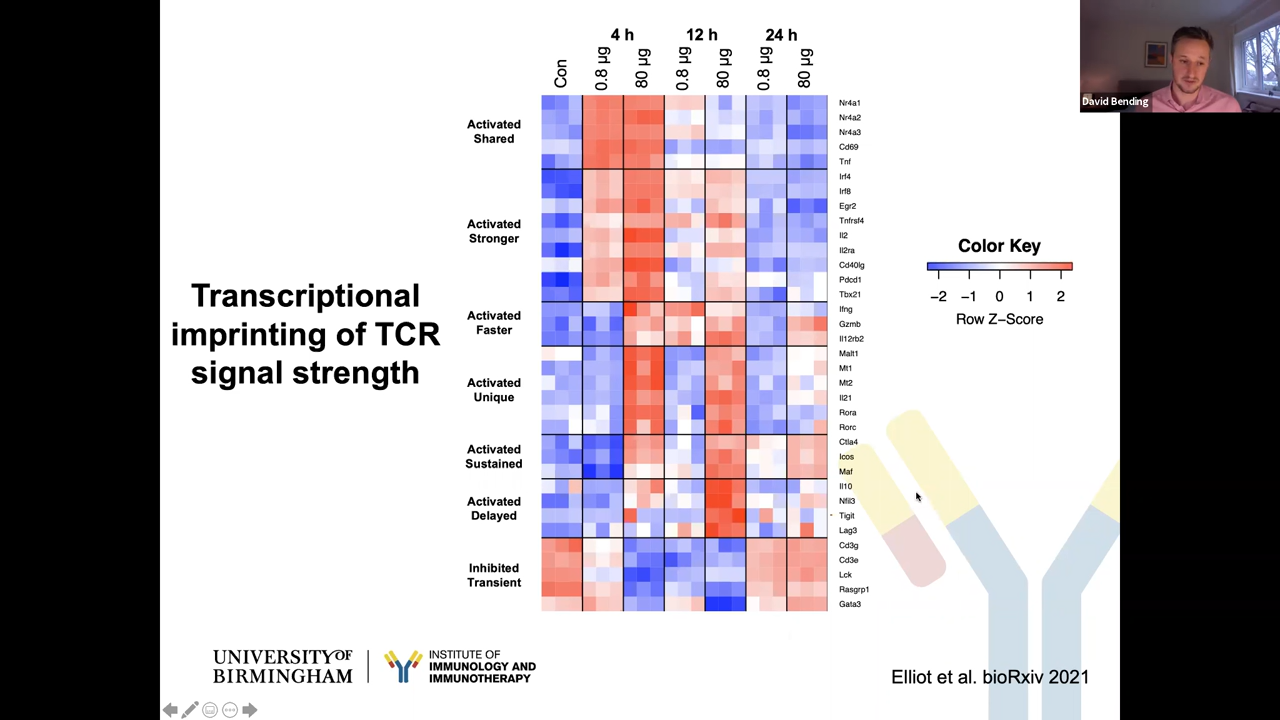 4 h
12 h
24 h
Con
0.8 µg
80 µg
0.8 µg
80 µg
0.8 µg
80 µg
David Bending
Activated
Shared
Activated
Stronger
Activated
Faster
Activated
Unique
Activated
Sustained
Activated
Delayed
Inhibited
Transient
Nr4a1
Nr4a2
Nr4a3
Cd69
Tnf
Irf4
Irf8
Egr2
Tnfrsf4
Il2
Il2ra
Cd40lg
Pdcd1
Tbx21
Ifng
Gzmb
Il12rb2
Malt1
Mt1
Mt2
Il21
Rora
Rorc
Ctla4
Icos
Maf
Il10
Nfil3
Tigit
Lag3
Cd3g
Cd3e
Lck
Rasgrp1
Gata3
Color Key
−2 −1 0 1 2
Row Z−Score
Transcriptional
imprinting of TCR
signal strength
UNIVERSITY OF
BIRMINGHAM
INSTITUTE OF
IMMUNOLOGY AND
IMMUNOTHERAPY
Elliot et al. bioRxiv 2021